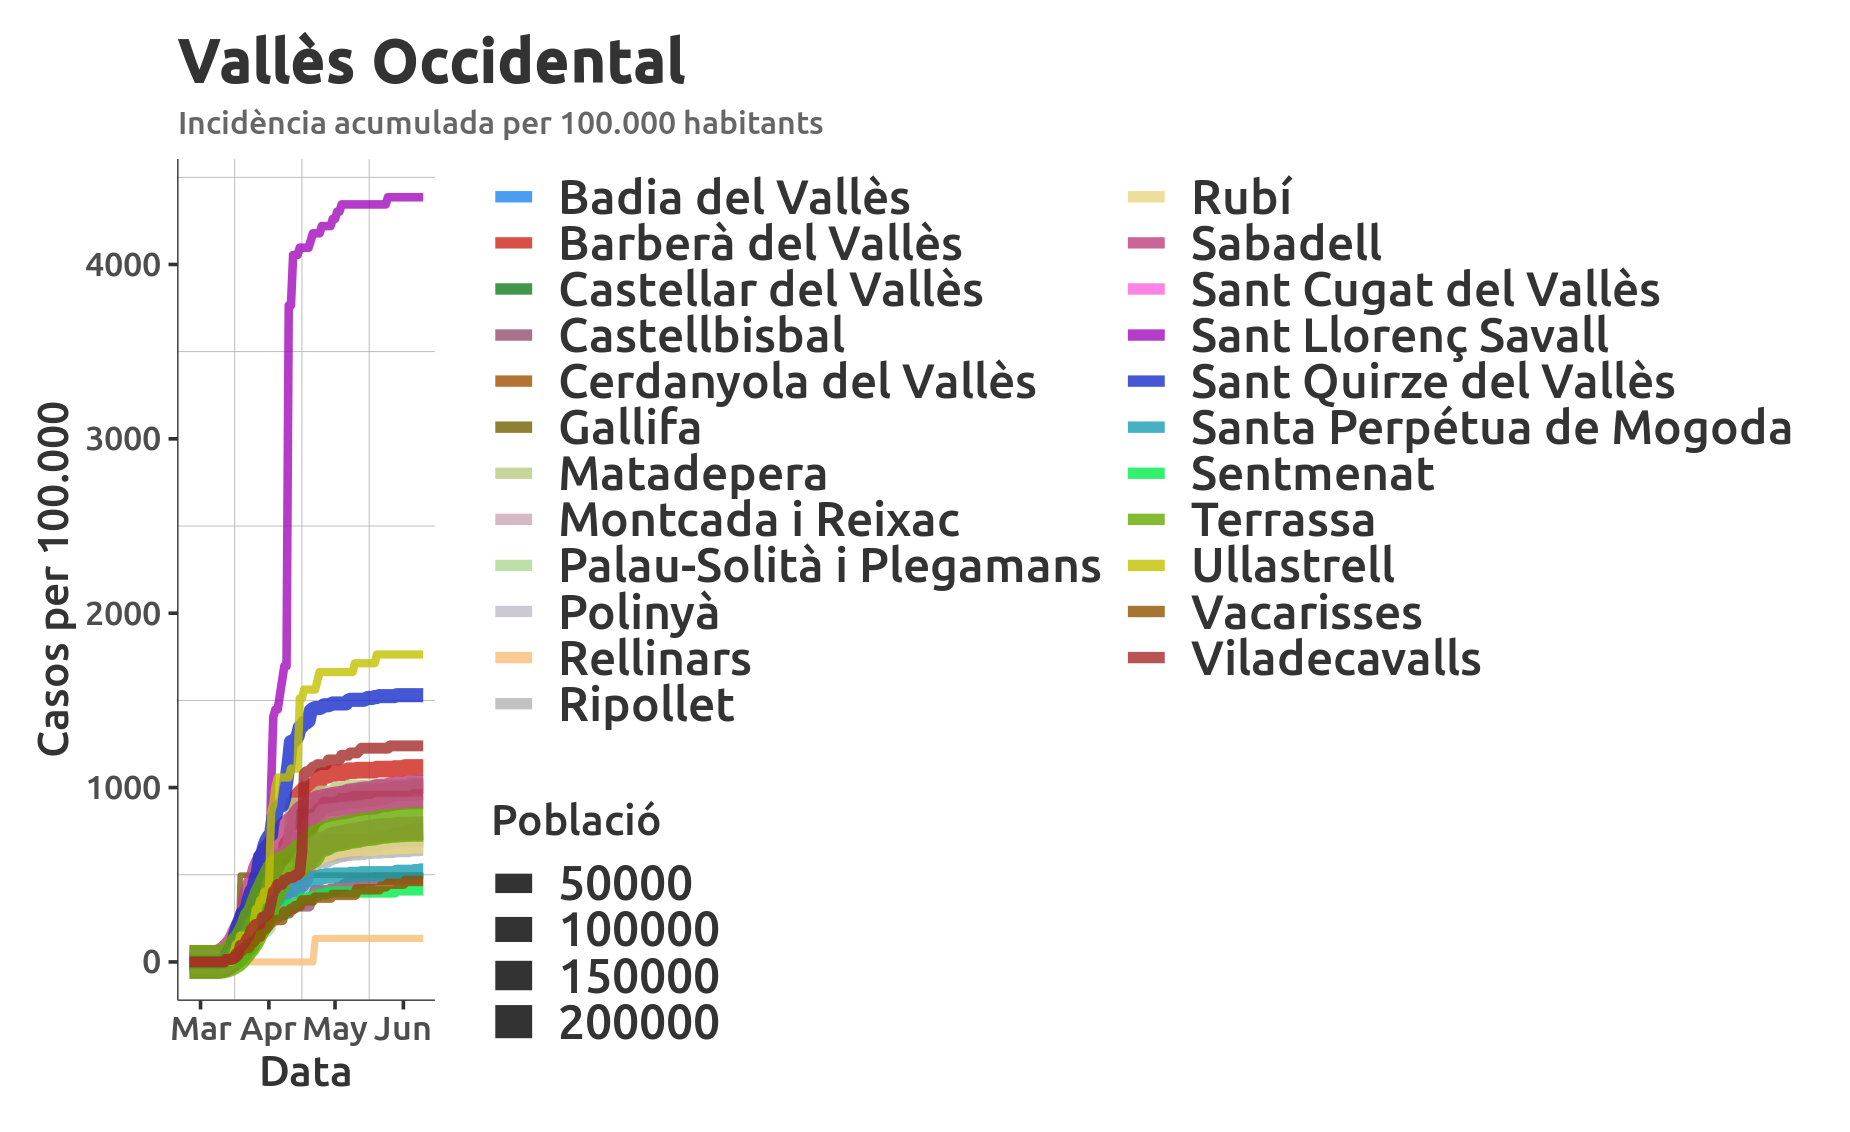 Vallès Occidental
Incidència acumulada per 100.000 habitants
Casos per 100.000
4000
3000
2000
1000
0
Mar Apr May Jun
Data
Badia del Vallès
Barberà del Vallès
Castellar del Vallès
Castellbisbal
Cerdanyola del Vallès
Gallifa
Matadepera
Montcada i Reixac
Palau-Solità i Plegamans
Polinyà
Rellinars
Ripollet
Rubí
Sabadell
Sant Cugat del Vallès
Sant Llorenç Savall
Sant Quirze del Vallès
Santa Perpétua de Mogoda
Sentmenat
Terrassa
Ullastrell
Vacarisses
Viladecavalls
Població
50000
100000
150000
200000